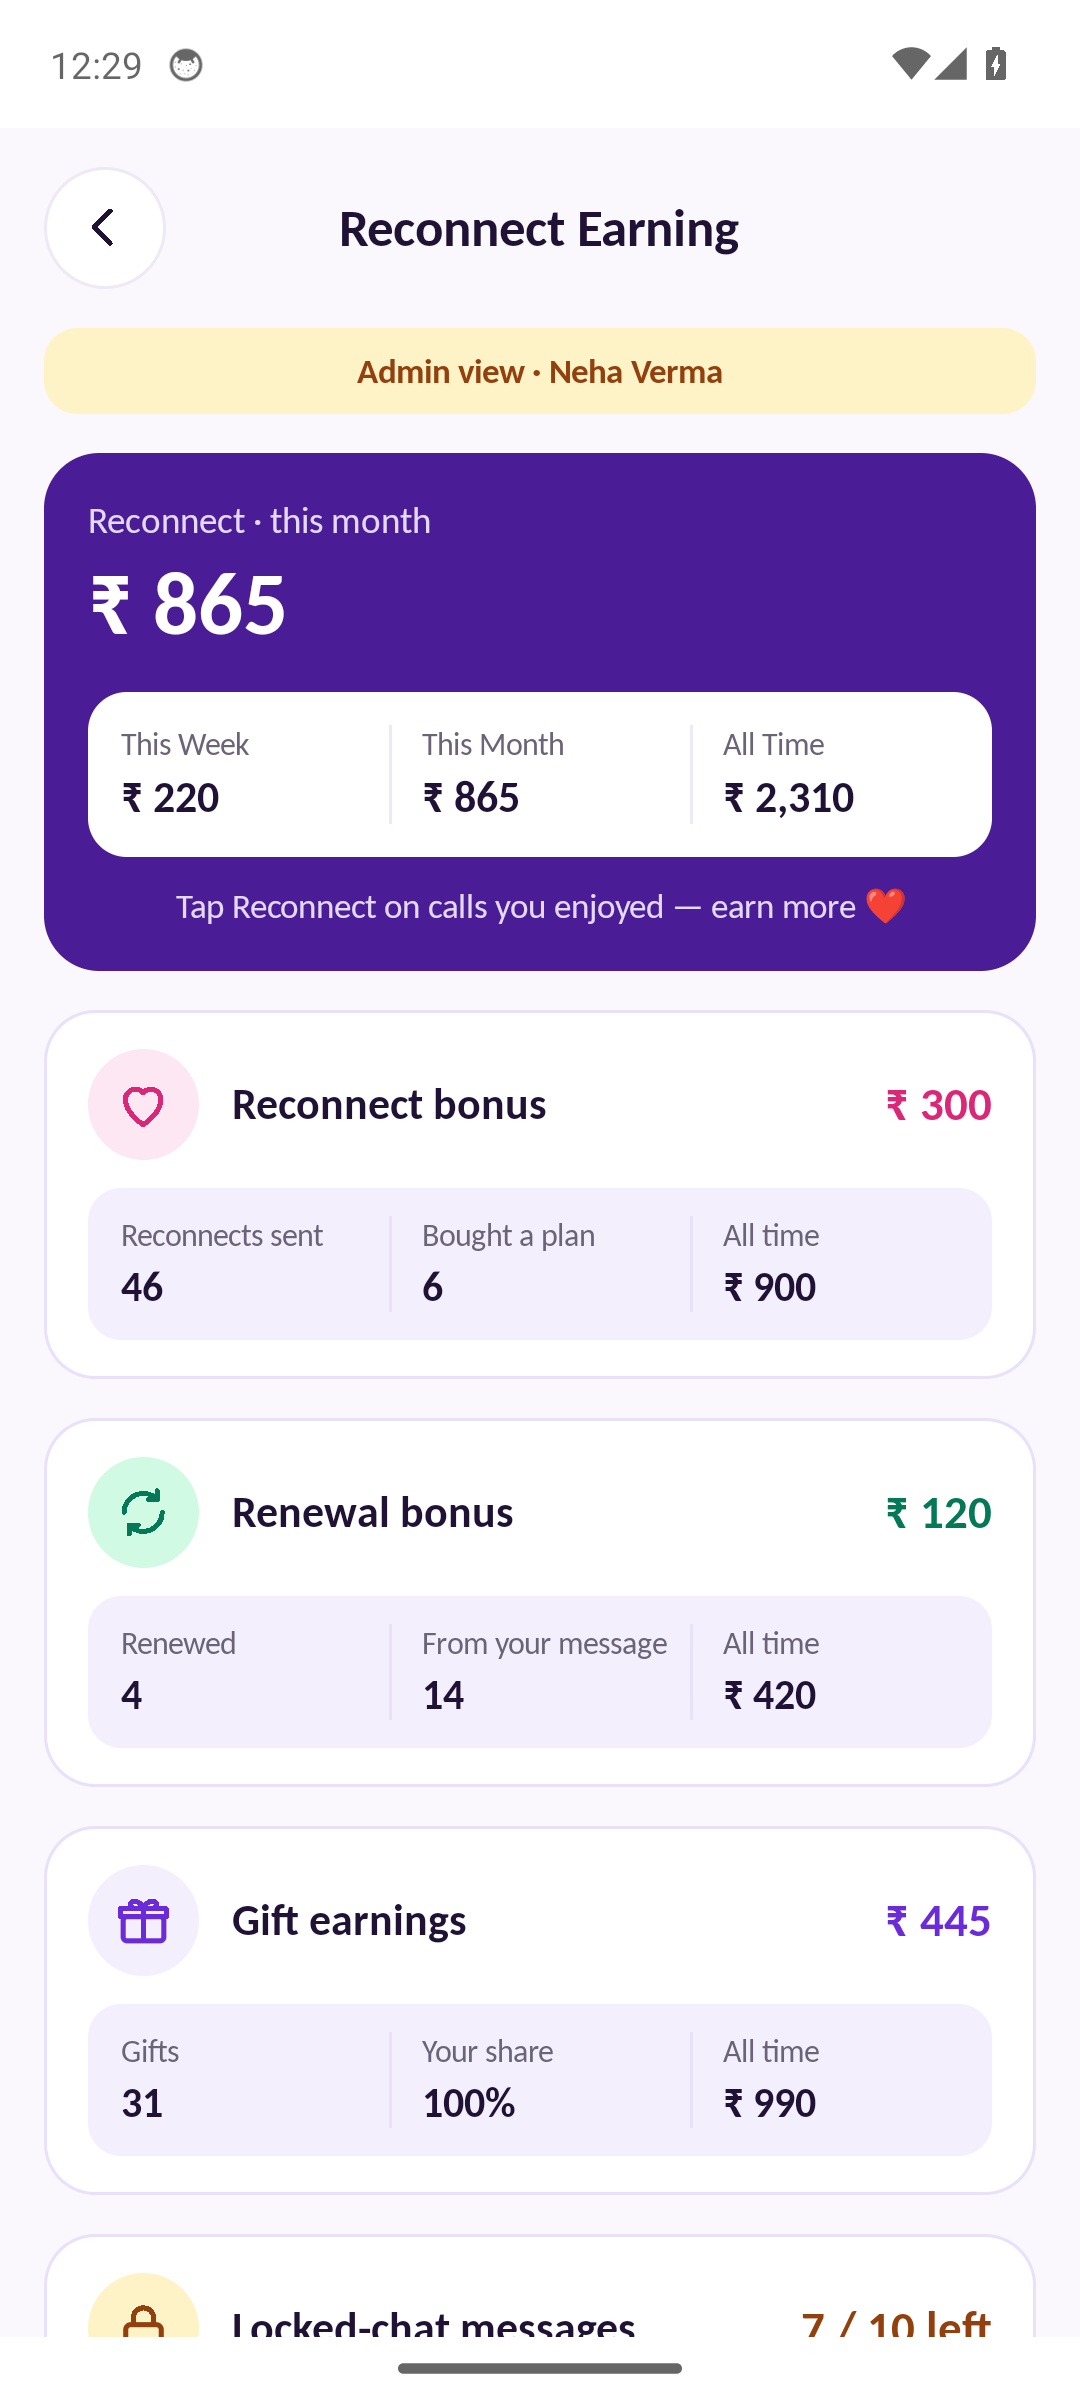 12:29
Reconnect Earning
Admin view · Neha Verma
Reconnect · this month
₹ 865
This Week
This Month
All Time
₹ 220
₹ 865
₹ 2,310
Tap Reconnect on calls you enjoyed — earn more ❤️
Reconnect bonus
₹ 300
Reconnects sent
Bought a plan
All time
46
6
₹ 900
Renewal bonus
₹ 120
Renewed
From your message
All time
4
14
₹ 420
Gift earnings
₹ 445
Gifts
Your share
All time
31
100%
₹ 990
Locked-chat messages
7 / 10 left